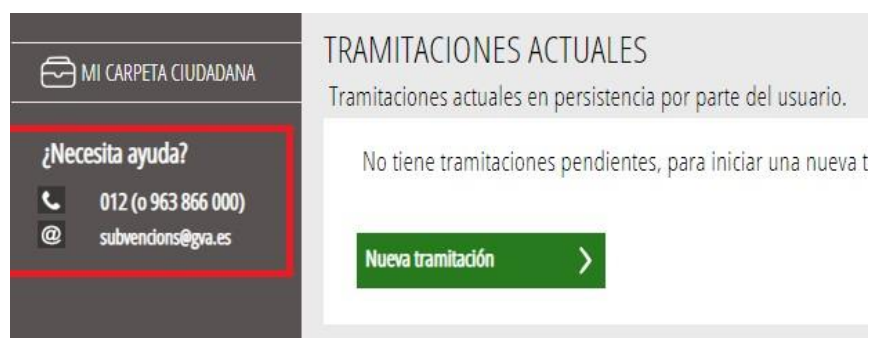 MI CARPETA CIUDADANA
¿Necesita ayuda?
012 (o 963 866 000)
@ subvencions@gva.es
TRAMITACIONES ACTUALES
Tramitaciones actuales en persistencia por parte del usuario.
No tiene tramitaciones pendientes, para iniciar una nueva t
Nueva tramitación